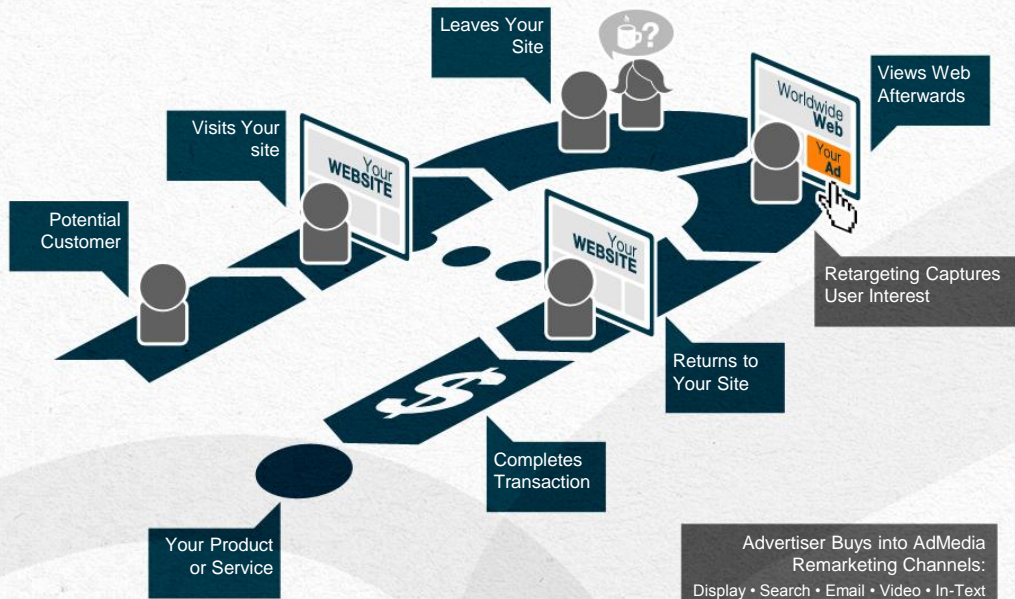 Potential
Customer
Visits Your
site
Your
WEBSITE
Leaves Your
Site
?
Worldwide
Web
Your
Ad
Views Web
Afterwards
Retargeting Captures
User Interest
Your
WEBSITE
Returns to
Your Site
$
Completes
Transaction
Your Product
or Service
Advertiser Buys into AdMedia
Remarketing Channels:
Display • Search • Email • Video • In-Text